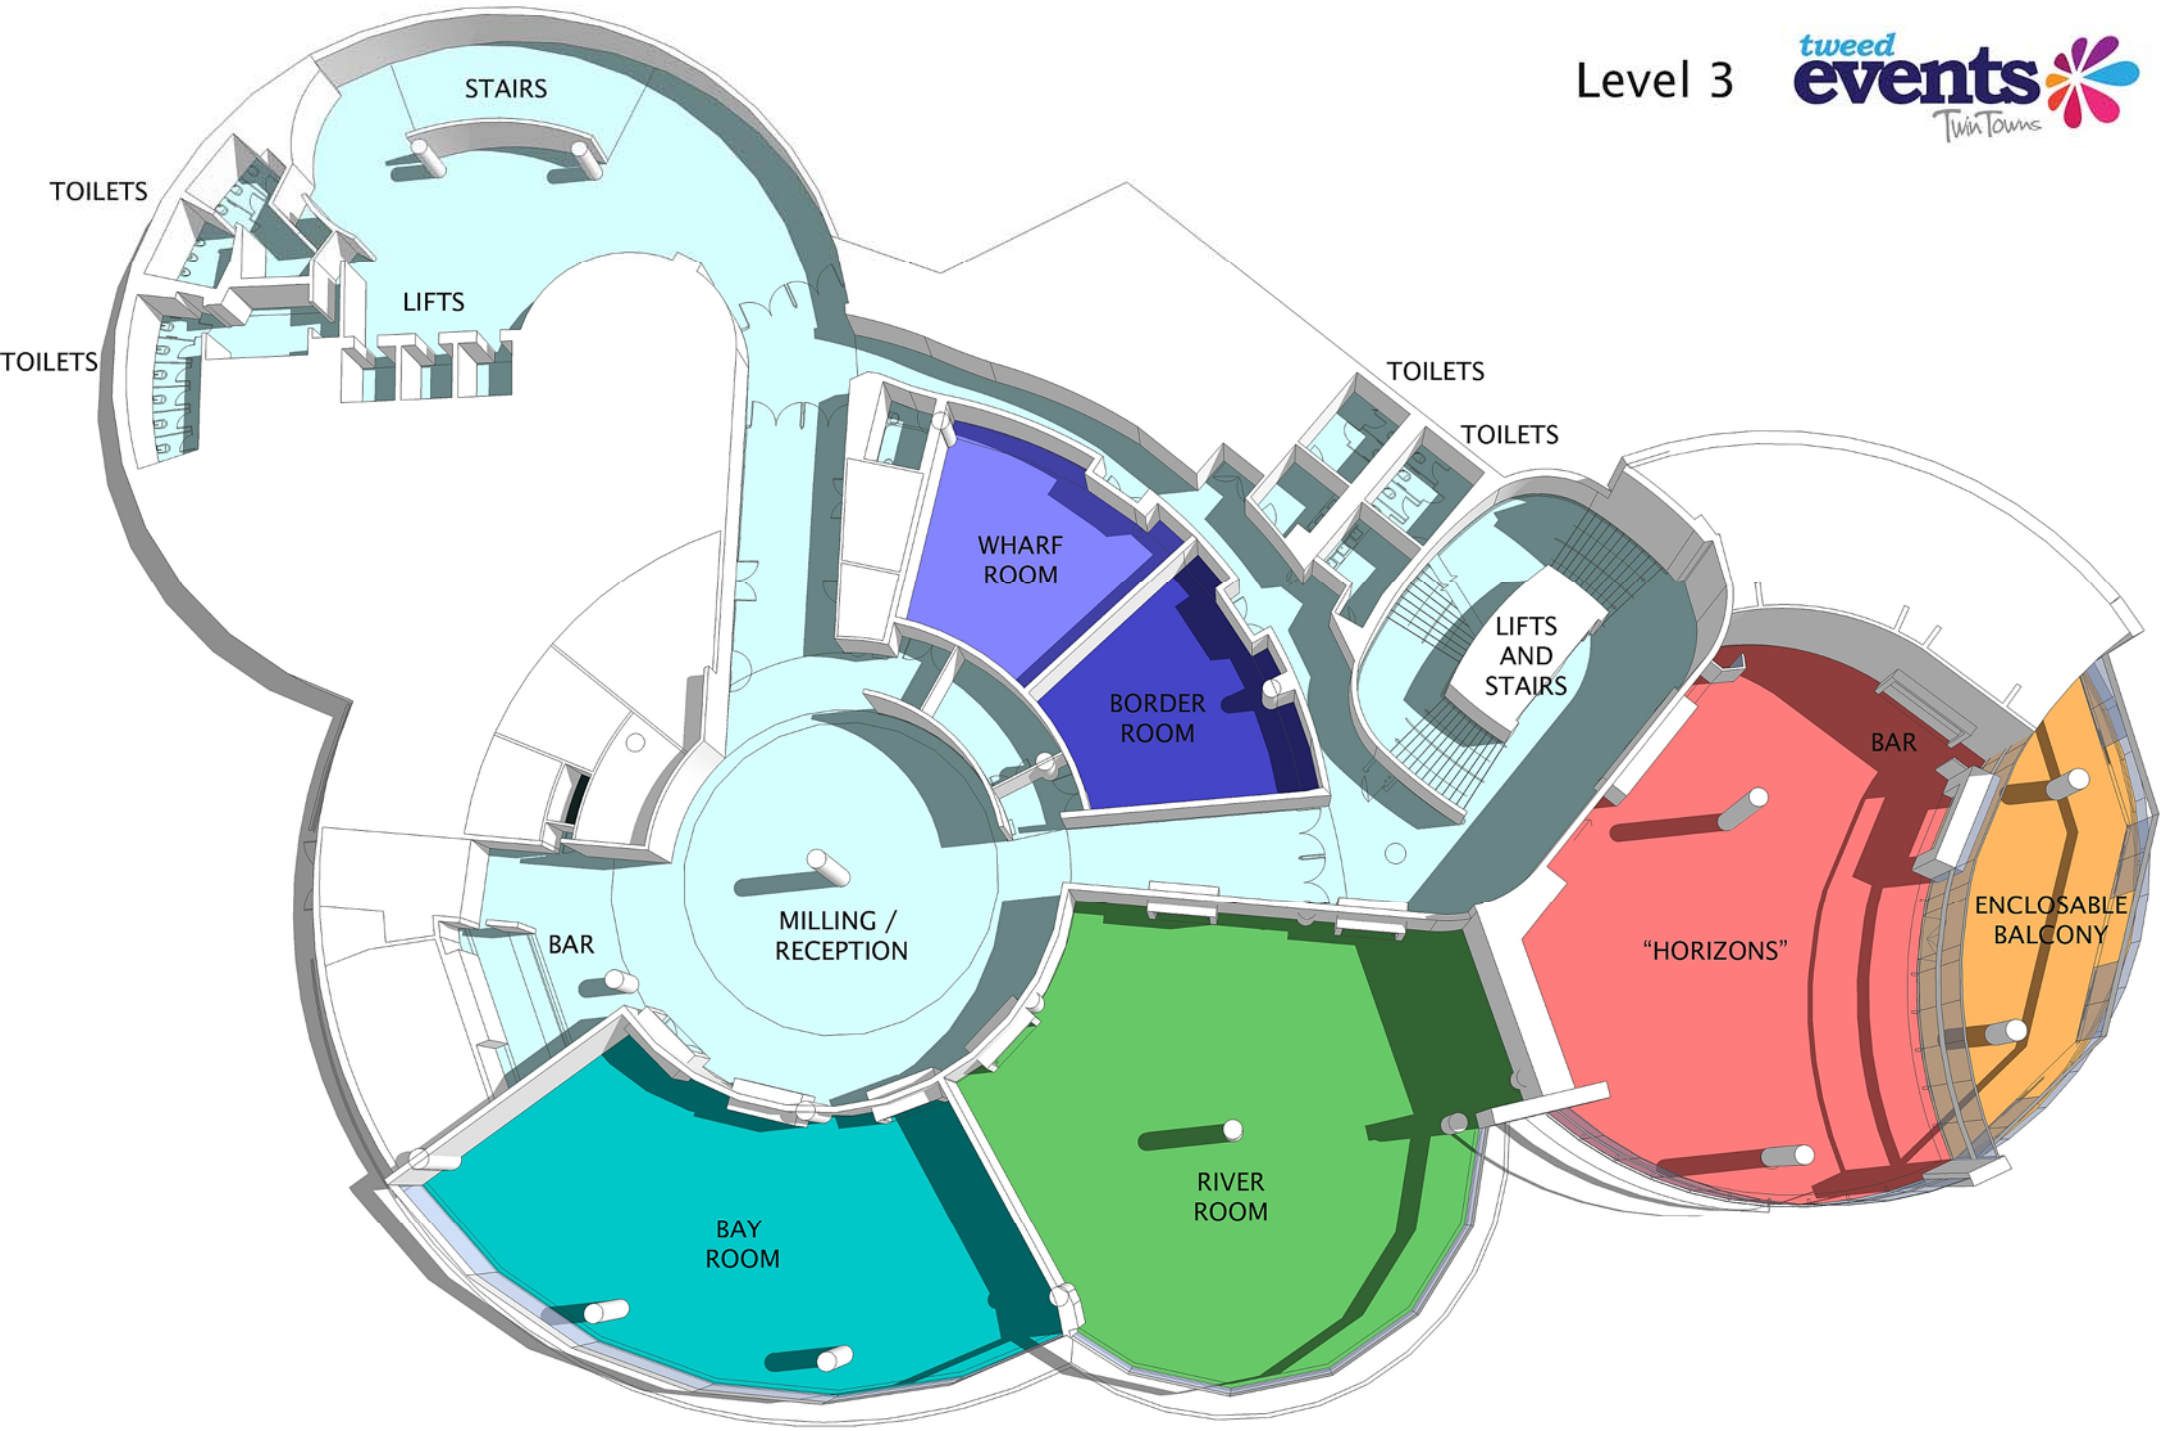 Level 3
tweed
events
Twin Towns
STAIRS
TOILETS
LIFTS
TOILETS
TOILETS
TOILETS
WHARF
ROOM
LIFTS
AND
STAIRS
BORDER
ROOM
BAR
MILLING /
RECEPTION
BAR
“HORIZONS”
ENCLOSABLE
BALCONY
RIVER
ROOM
BAY
ROOM